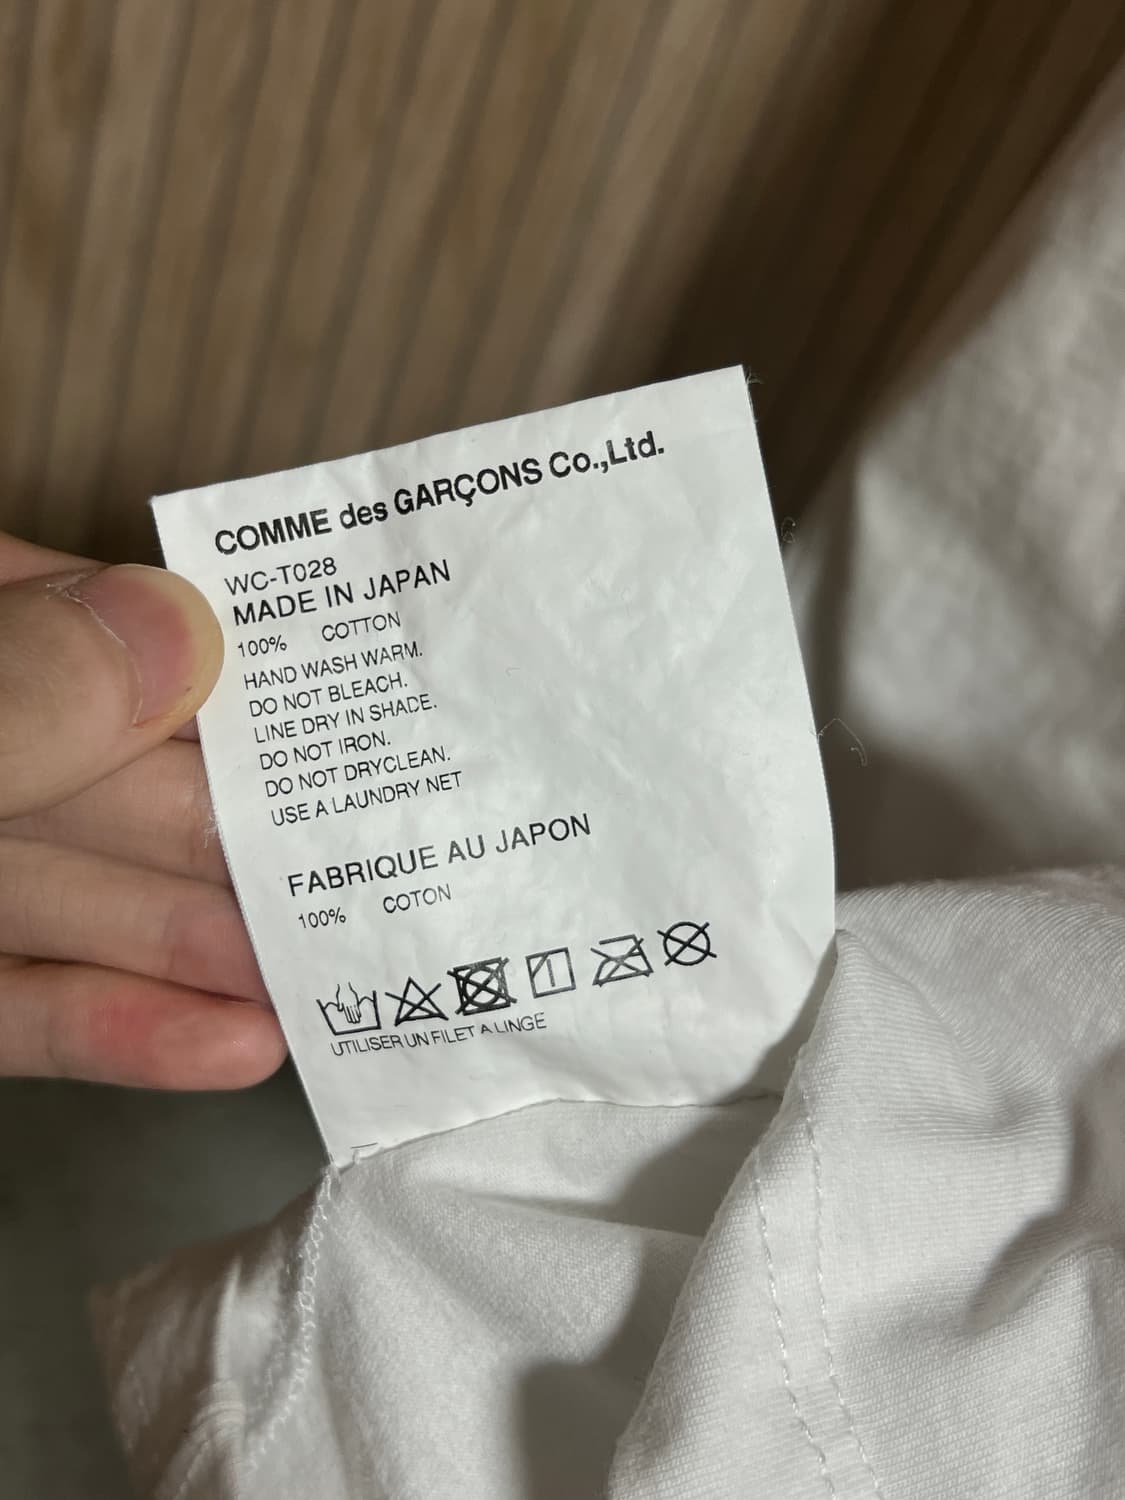 COMME des GARÇONS Co.,Ltd.
WC-T028
MADE IN JAPAN
100% COTTON
HAND WASH WARM.
DO NOT BLEACH.
LINE DRY IN SHADE.
DO NOT IRON.
DO NOT DRYCLEAN.
USE A LAUNDRY NET
FABRIQUE AU JAPON
100% COTON
UTILISER UN FILET A LINGE